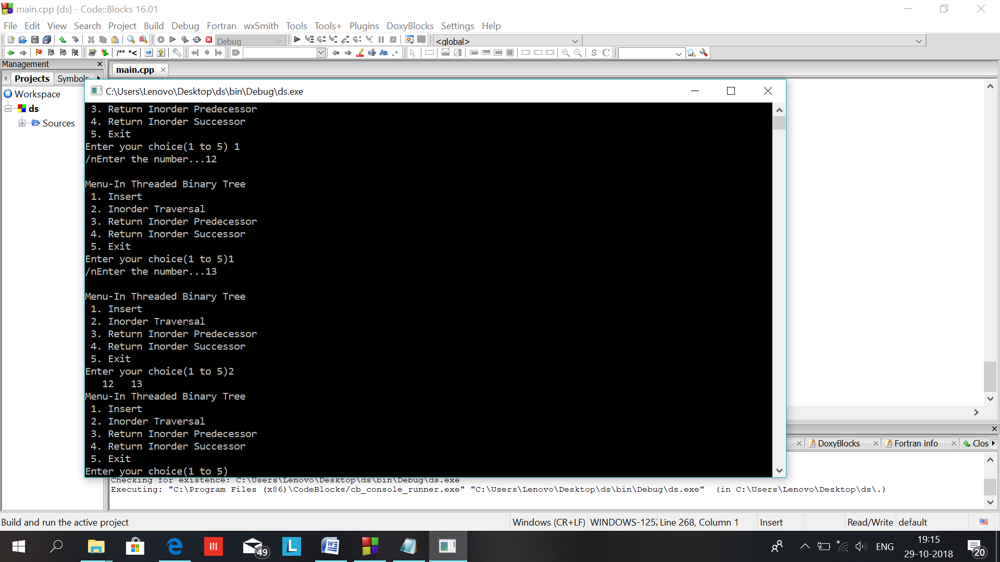 main.cpp [ds] - Code::Blocks 16.01
File Edit View Search Project Build Debug Fortran wxSmith Tools Tools+ Plugins DoxyBlocks Settings Help
Debug
<global>
/** *<
S C
Management
main.cpp
Projects Symbols
C:\Users\Lenovo\Desktop\ds\bin\Debug\ds.exe
Workspace
ds
Sources
3. Return Inorder Predecessor
4. Return Inorder Successor
5. Exit
Enter your choice(1 to 5) 1
/nEnter the number...12
Menu-In Threaded Binary Tree
1. Insert
2. Inorder Traversal
3. Return Inorder Predecessor
4. Return Inorder Successor
5. Exit
Enter your choice(1 to 5)1
/nEnter the number...13
Menu-In Threaded Binary Tree
1. Insert
2. Inorder Traversal
3. Return Inorder Predecessor
4. Return Inorder Successor
5. Exit
Enter your choice(1 to 5)2
12 13
Menu-In Threaded Binary Tree
1. Insert
2. Inorder Traversal
3. Return Inorder Predecessor
4. Return Inorder Successor
5. Exit
Enter your choice(1 to 5)
DoxyBlocks Fortran info Clos
Checking for existence: C:\Users\Lenovo\Desktop\ds\bin\Debug\ds.exe
Executing: "C:\Program Files (x86)\CodeBlocks/cb_console_runner.exe" "C:\Users\Lenovo\Desktop\ds\bin\Debug\ds.exe" (in C:\Users\Lenovo\Desktop\ds\.)
Build and run the active project
Windows (CR+LF) WINDOWS-1252 Line 268, Column 1 Insert Read/Write default
49
L
ENG
19:15
29-10-2018
20